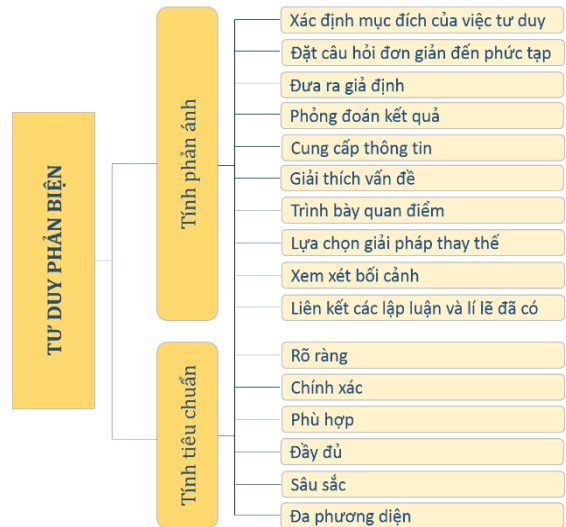 TƯ DUY PHẢN BIỆN
Tính phản ánh
Xác định mục đích của việc tư duy
Đặt câu hỏi đơn giản đến phức tạp
Đưa ra giả định
Phỏng đoán kết quả
Cung cấp thông tin
Giải thích vấn đề
Trình bày quan điểm
Lựa chọn giải pháp thay thế
Xem xét bối cảnh
Liên kết các lập luận và lí lẽ đã có
Tính tiêu chuẩn
Rõ ràng
Chính xác
Phù hợp
Đầy đủ
Sâu sắc
Đa phương diện